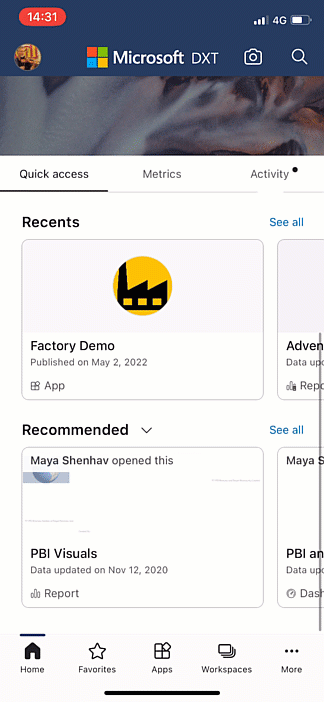 14:31
4G
Microsoft DXT
Quick access Metrics Activity
Recents See all
Factory Demo
Published on May 2, 2022
App
Adven
Data up
Repo
Recommended See all
Maya Shenhav opened this
PBI Visuals
Data updated on Nov 12, 2020
Report
Maya S
PBI an
Data up
Dash
Home Favorites Apps Workspaces More